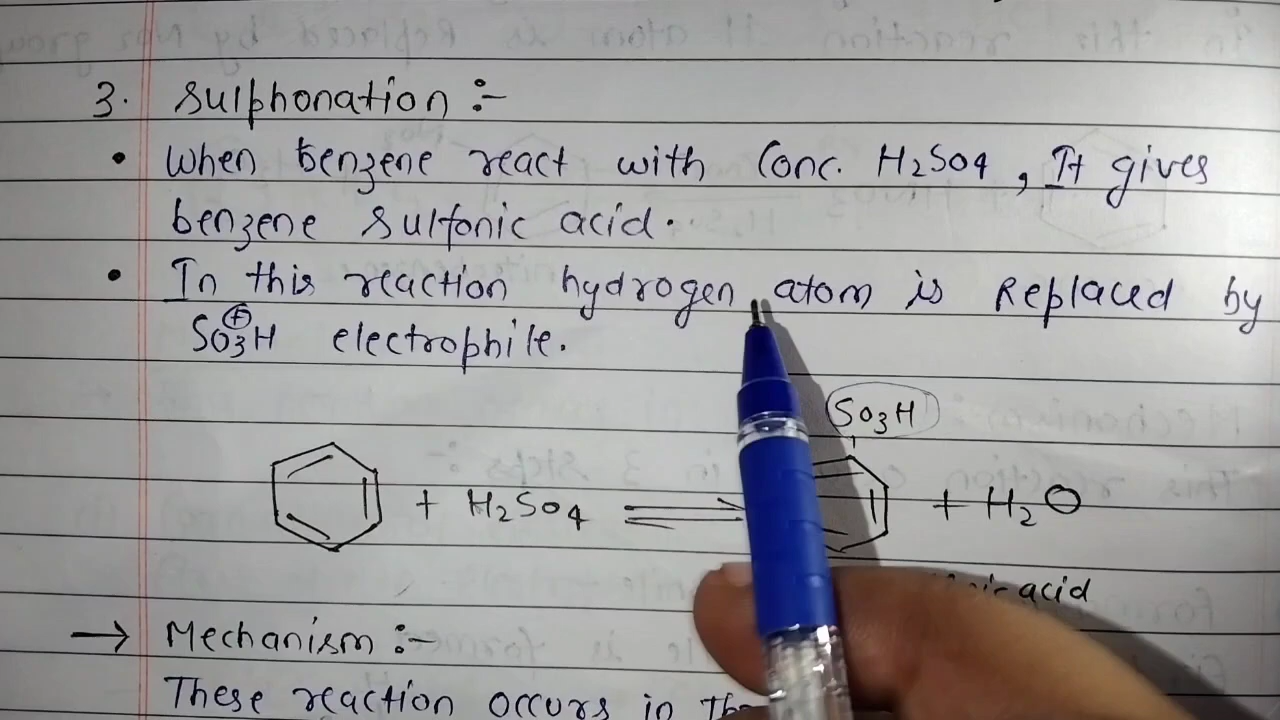 3. Sulphonation :-
• When benzene react with Conc. H₂SO₄, It gives
benzene sulfonic acid.
• In this reaction hydrogen atom is Replaced by
SO₃⊕H electrophile.
SO₃H
+ H₂SO₄ ⇌ + H₂O
acid
→ Mechanism :-
These reaction occurs in